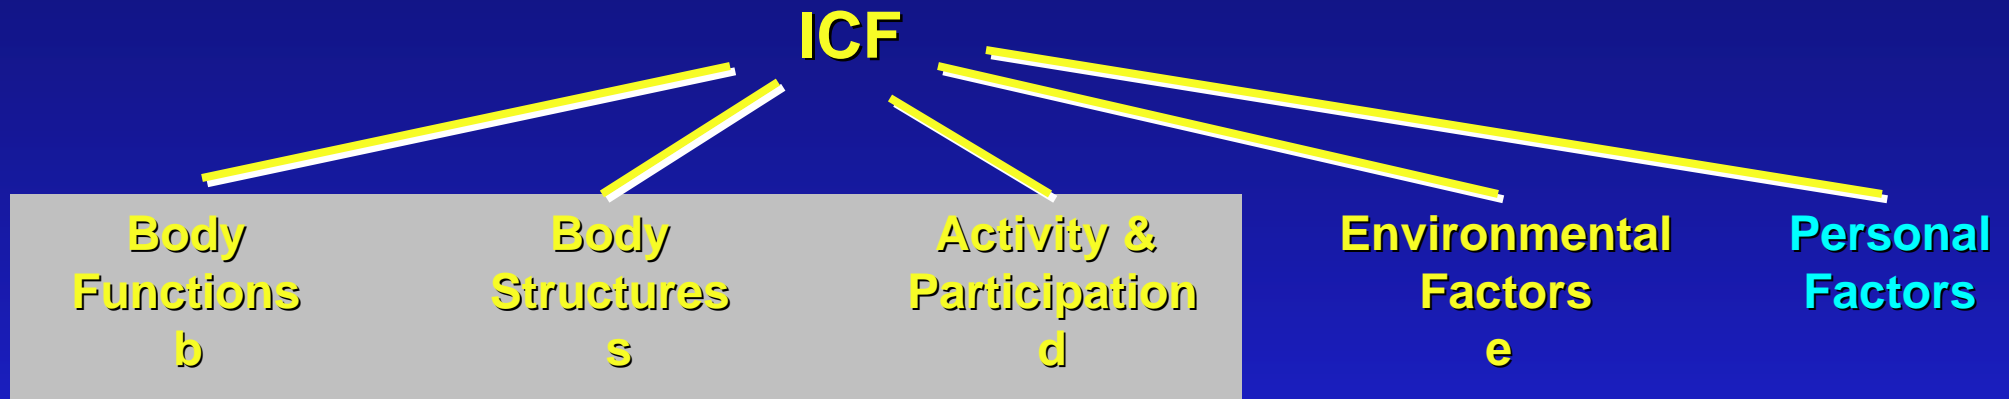 ICF
Body
Functions
b
Body
Structures
s
Activity &
Participation
d
Environmental
Factors
e
Personal
Factors